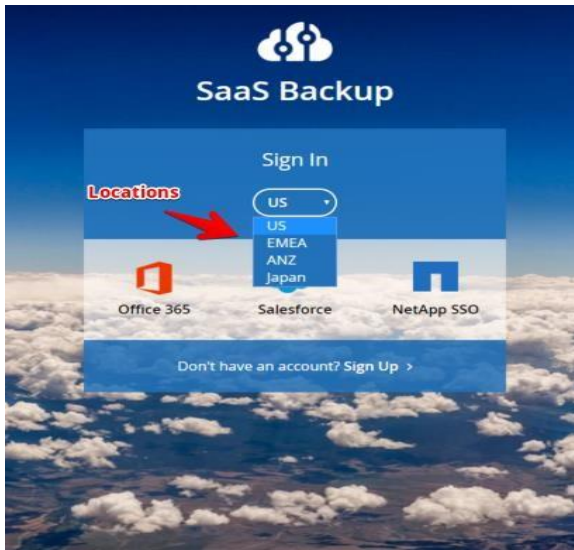 SaaS Backup
Sign In
Locations
US
US
EMEA
ANZ
Japan
Office 365
Salesforce
NetApp SSO
Don't have an account? Sign Up >